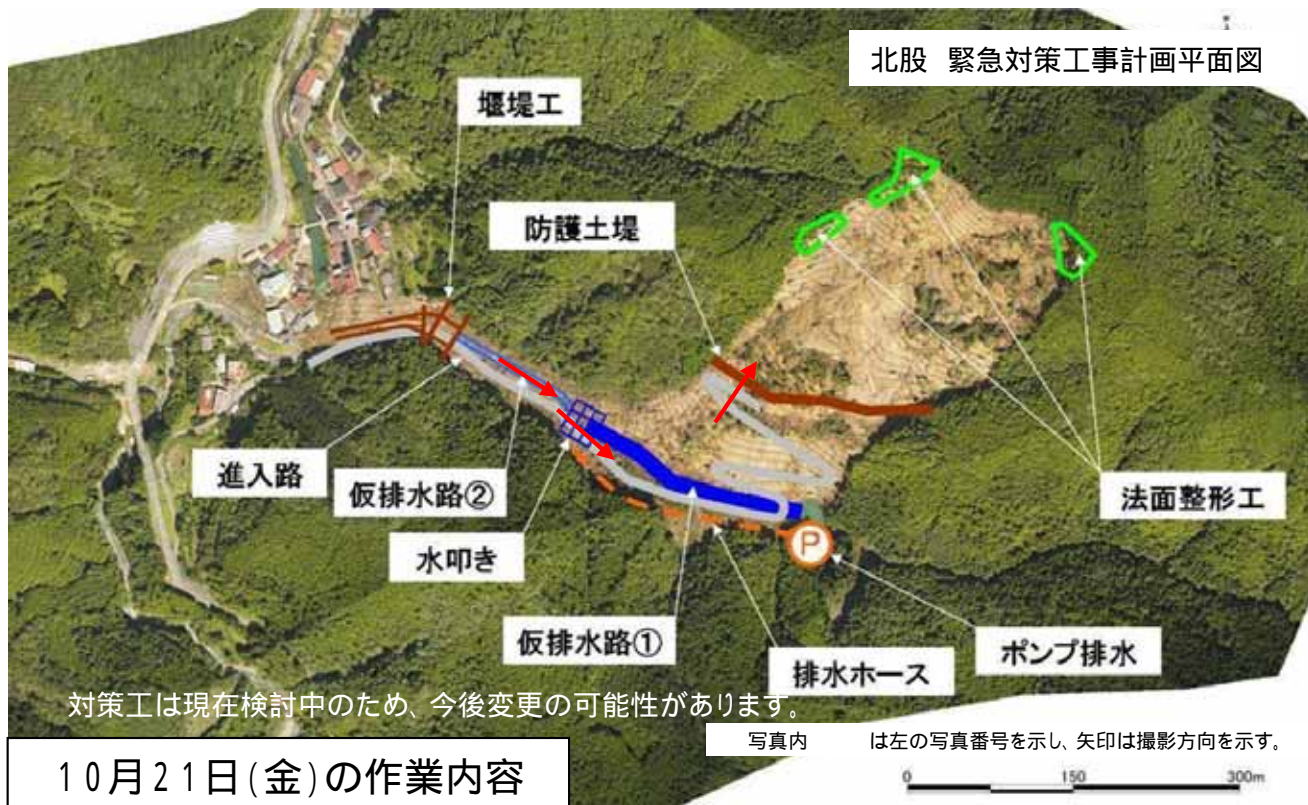 北股 緊急対策工事計画平面図
堰堤工
防護土堤
進入路
仮排水路②
水叩き
法面整形工
仮排水路①
排水ホース
ポンプ排水
P
対策工は現在検討中のため、今後変更の可能性があります。
写真内 は左の写真番号を示し、矢印は撮影方向を示す。
10月21日(金)の作業内容
0 150 300m